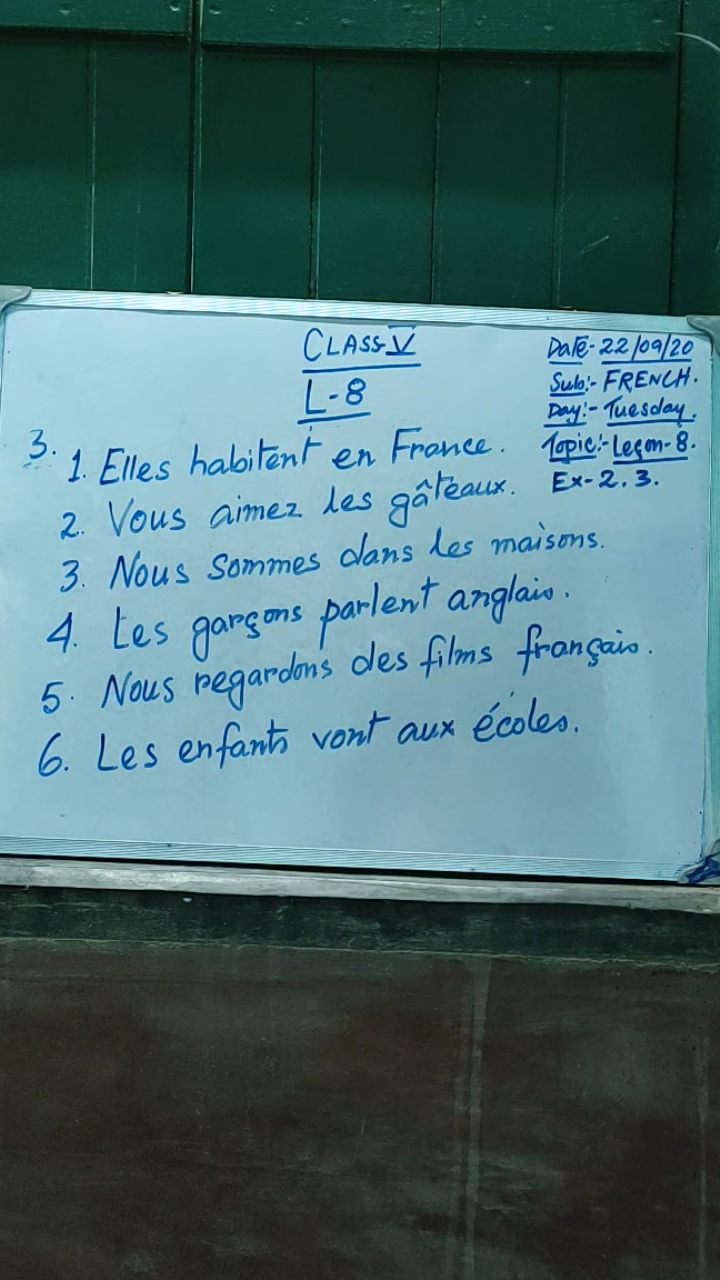 CLASS-V
L-8
Date- 22/09/20
Sub:- FRENCH.
Day:- Tuesday.
Topic:- Leçon-8.
Ex-2.3.
3. 1. Elles habitent en France.
2. Vous aimez les gâteaux.
3. Nous sommes dans les maisons.
4. Les garçons parlent anglais.
5. Nous regardons des films français.
6. Les enfants vont aux écoles.